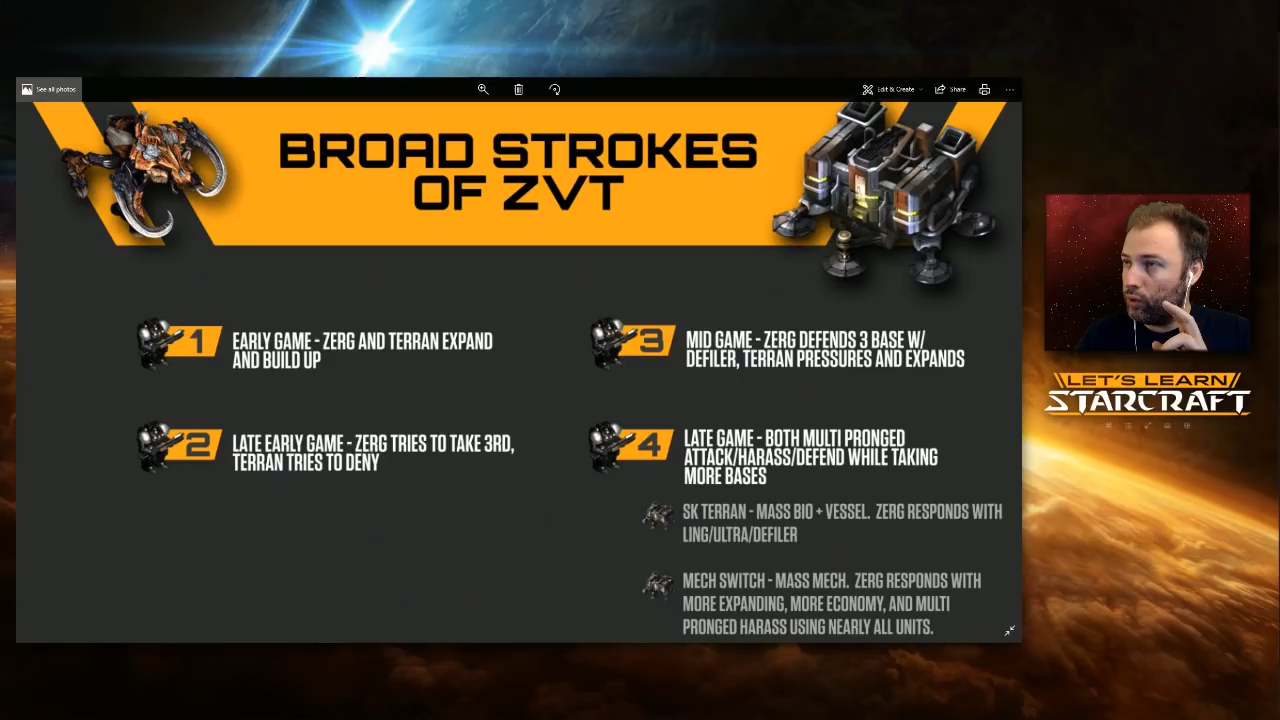 See all photos
Edit & Create
Share
BROAD STROKES
OF ZVT
1
EARLY GAME - ZERG AND TERRAN EXPAND
AND BUILD UP
2
LATE EARLY GAME - ZERG TRIES TO TAKE 3RD,
TERRAN TRIES TO DENY
3
MID GAME - ZERG DEFENDS 3 BASE W/
DEFILER, TERRAN PRESSURES AND EXPANDS
4
LATE GAME - BOTH MULTI PRONGED
ATTACK/HARASS/DEFEND WHILE TAKING
MORE BASES
SK TERRAN - MASS BIO + VESSEL. ZERG RESPONDS WITH
LING/ULTRA/DEFILER
MECH SWITCH - MASS MECH. ZERG RESPONDS WITH
MORE EXPANDING, MORE ECONOMY, AND MULTI
PRONGED HARASS USING NEARLY ALL UNITS.
LET'S LEARN
STARCRAFT